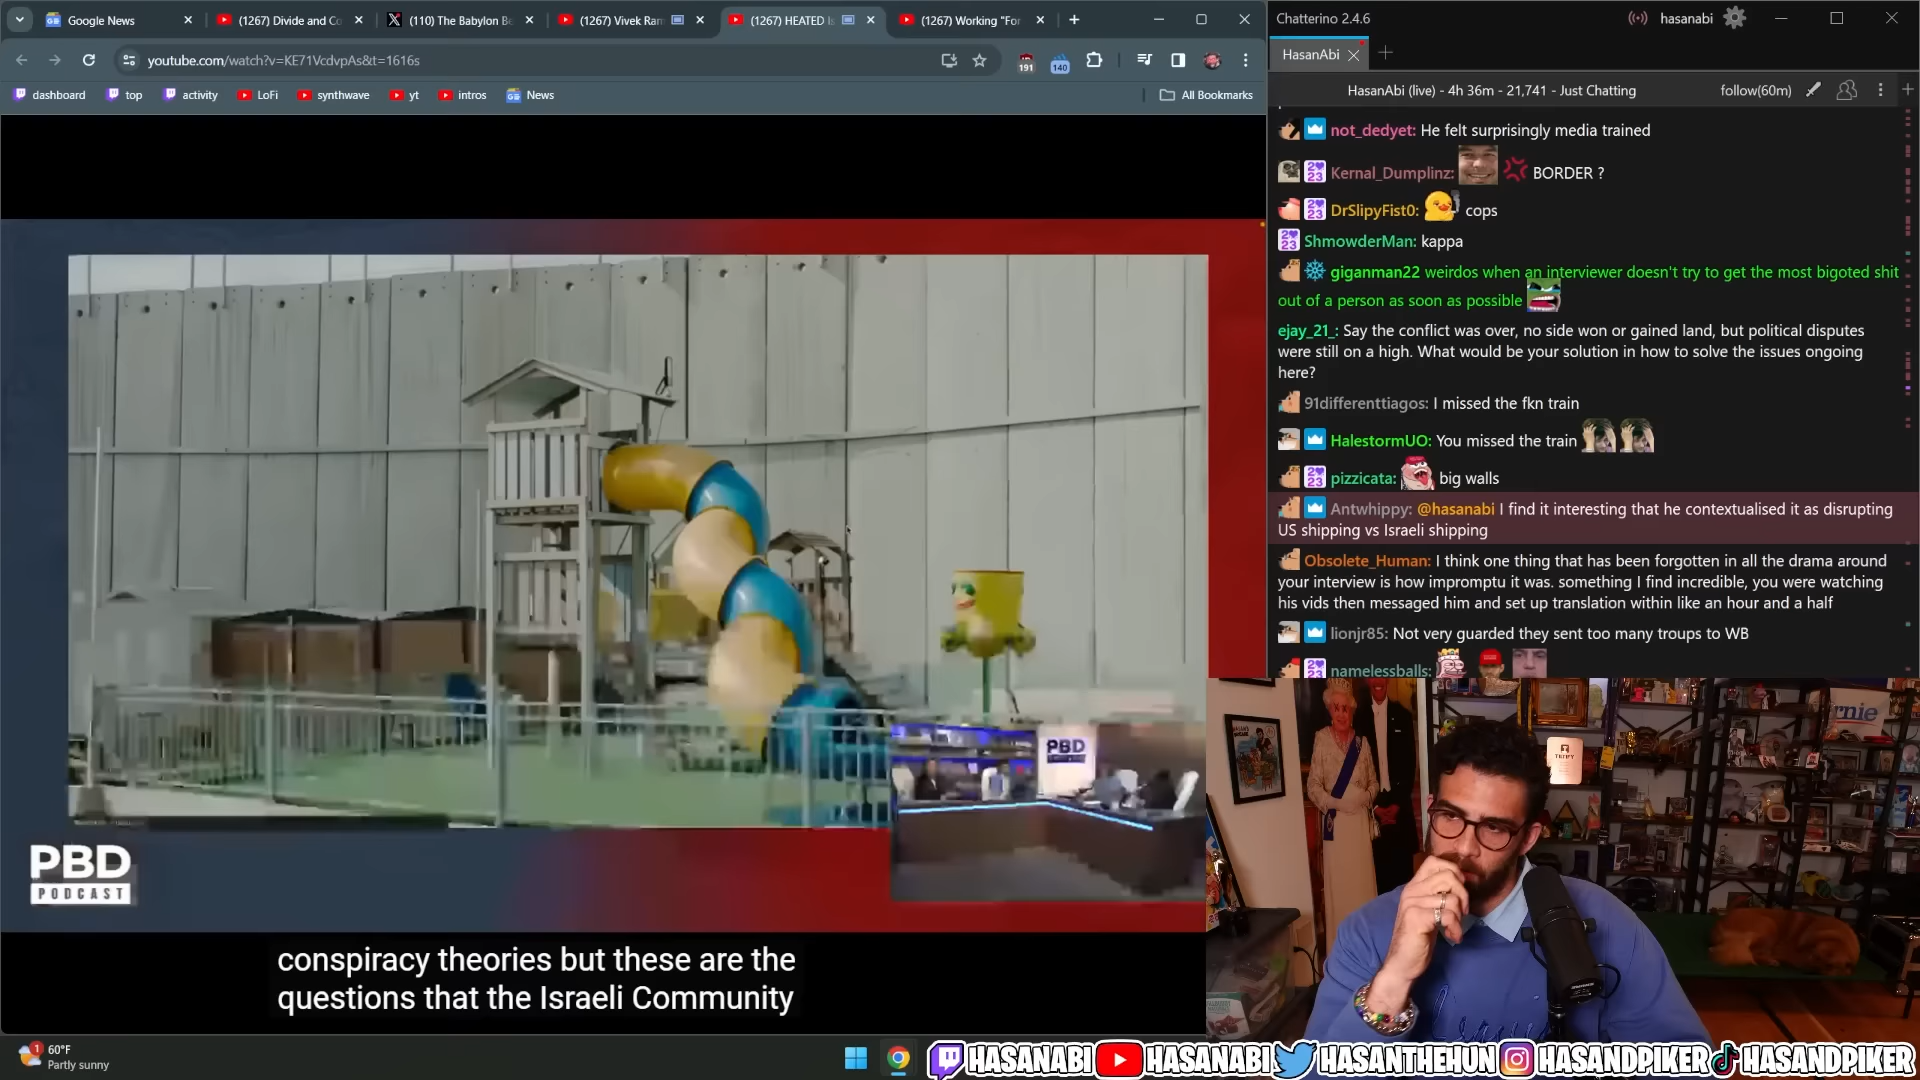 Google News
(1267) Divide and Co
(110) The Babylon Be
(1267) Vivek Ram
(1267) HEATED Is
(1267) Working "For
youtube.com/watch?v=KE71VcdvpAs&t=1616s
191
140
dashboard
top
activity
LoFi
synthwave
yt
intros
News
All Bookmarks
PBD
PBD
PODCAST
conspiracy theories but these are the
questions that the Israeli Community
1
60°F
Partly sunny
Chatterino 2.4.6
hasanabi
HasanAbi
HasanAbi (live) - 4h 36m - 21,741 - Just Chatting
follow(60m)
not_dedyet: He felt surprisingly media trained
Kernal_Dumplinz: BORDER ?
DrSlipyFist0: cops
ShmowderMan: kappa
giganman22 weirdos when an interviewer doesn't try to get the most bigoted shit
out of a person as soon as possible
ejay_21_: Say the conflict was over, no side won or gained land, but political disputes
were still on a high. What would be your solution in how to solve the issues ongoing
here?
91differenttiagos: I missed the fkn train
HalestormUO: You missed the train
pizzicata: big walls
Antwhippy: @hasanabi I find it interesting that he contextualised it as disrupting
US shipping vs Israeli shipping
Obsolete_Human: I think one thing that has been forgotten in all the drama around
your interview is how impromptu it was. something I find incredible, you were watching
his vids then messaged him and set up translation within like an hour and a half
lionjr85: Not very guarded they sent too many troups to WB
namelessballs:
HASANABI
HASANABI
HASANTHEHUN
HASANDPIKER
HASANDPIKER